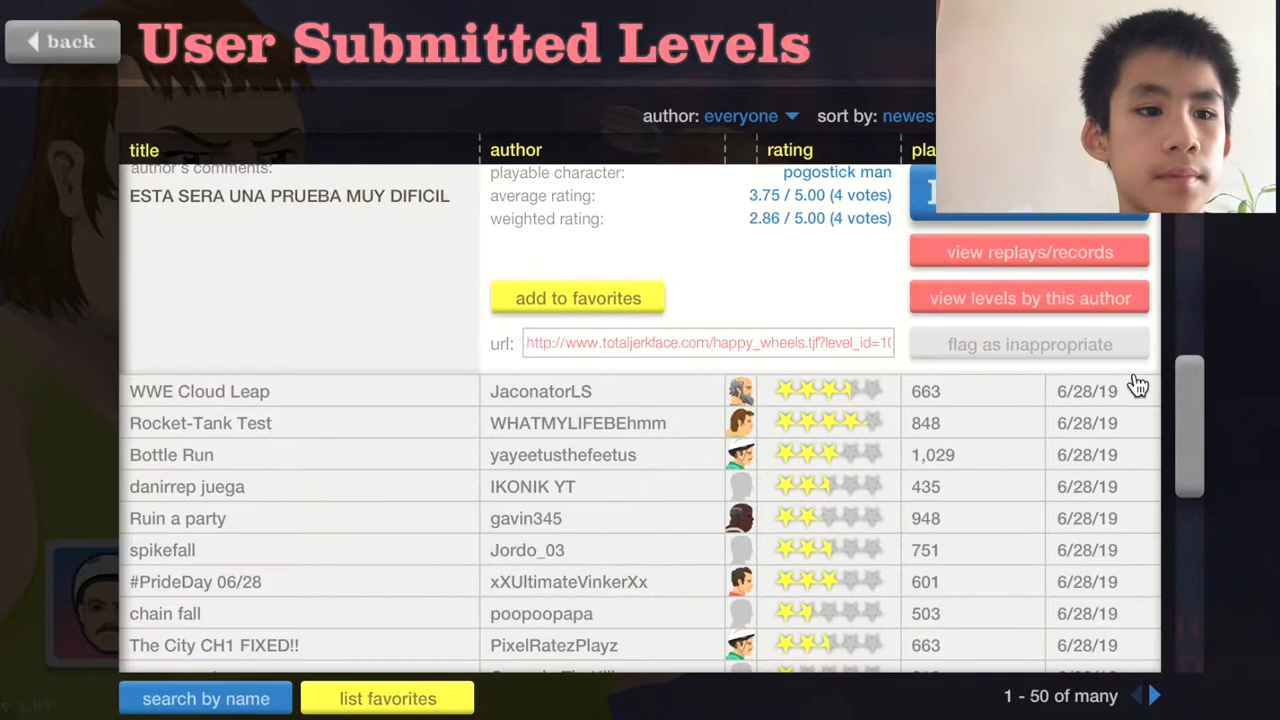 back
User Submitted Levels
author: everyone sort by: newes
title author rating pla
author's comments:
ESTA SERA UNA PRUEBA MUY DIFICIL
playable character: pogostick man
average rating: 3.75 / 5.00 (4 votes)
weighted rating: 2.86 / 5.00 (4 votes)
view replays/records
add to favorites
view levels by this author
url: http://www.totaljerkface.com/happy_wheels.tjf?level_id=1(
flag as inappropriate
WWE Cloud Leap JaconatorLS 663 6/28/19
Rocket-Tank Test WHATMYLIFEBEhmm 848 6/28/19
Bottle Run yayeetusthefeetus 1,029 6/28/19
danirrep juega IKONIK YT 435 6/28/19
Ruin a party gavin345 948 6/28/19
spikefall Jordo_03 751 6/28/19
#PrideDay 06/28 xXUltimateVinkerXx 601 6/28/19
chain fall poopoopapa 503 6/28/19
The City CH1 FIXED!! PixelRatezPlayz 663 6/28/19
search by name list favorites 1 - 50 of many